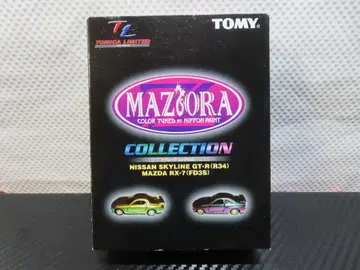 TL
TOMICA LIMITED
TOMY
MAZIORA
COLOR TUNED BY NIPPON PAINT
COLLECTION
NISSAN SKYLINE GT-R(R34)
MAZDA RX-7(FD3S)